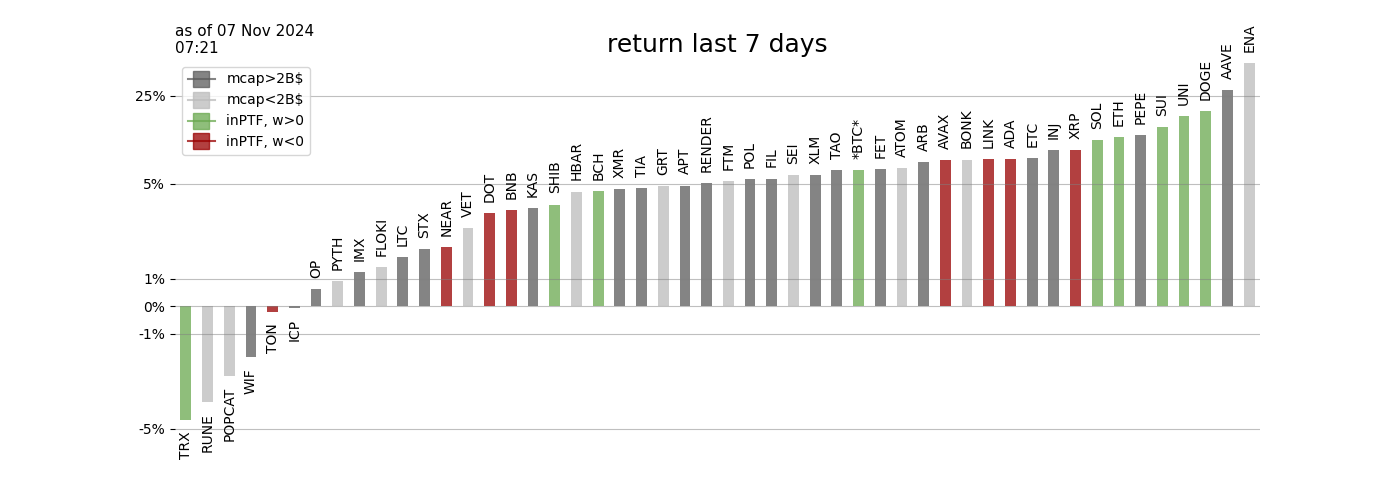 as of 07 Nov 2024
07:21
return last 7 days
mcap>2B$
mcap<2B$
inPTF, w>0
inPTF, w<0
25%
5%
1%
0%
-1%
-5%
TRX
RUNE
POPCAT
WIF
TON
ICP
OP
PYTH
IMX
FLOKI
LTC
STX
NEAR
VET
DOT
BNB
KAS
SHIB
HBAR
BCH
XMR
TIA
GRT
APT
RENDER
FTM
POL
FIL
SEI
XLM
TAO
*BTC*
FET
ATOM
ARB
AVAX
BONK
LINK
ADA
ETC
INJ
XRP
SOL
ETH
PEPE
SUI
UNI
DOGE
AAVE
ENA